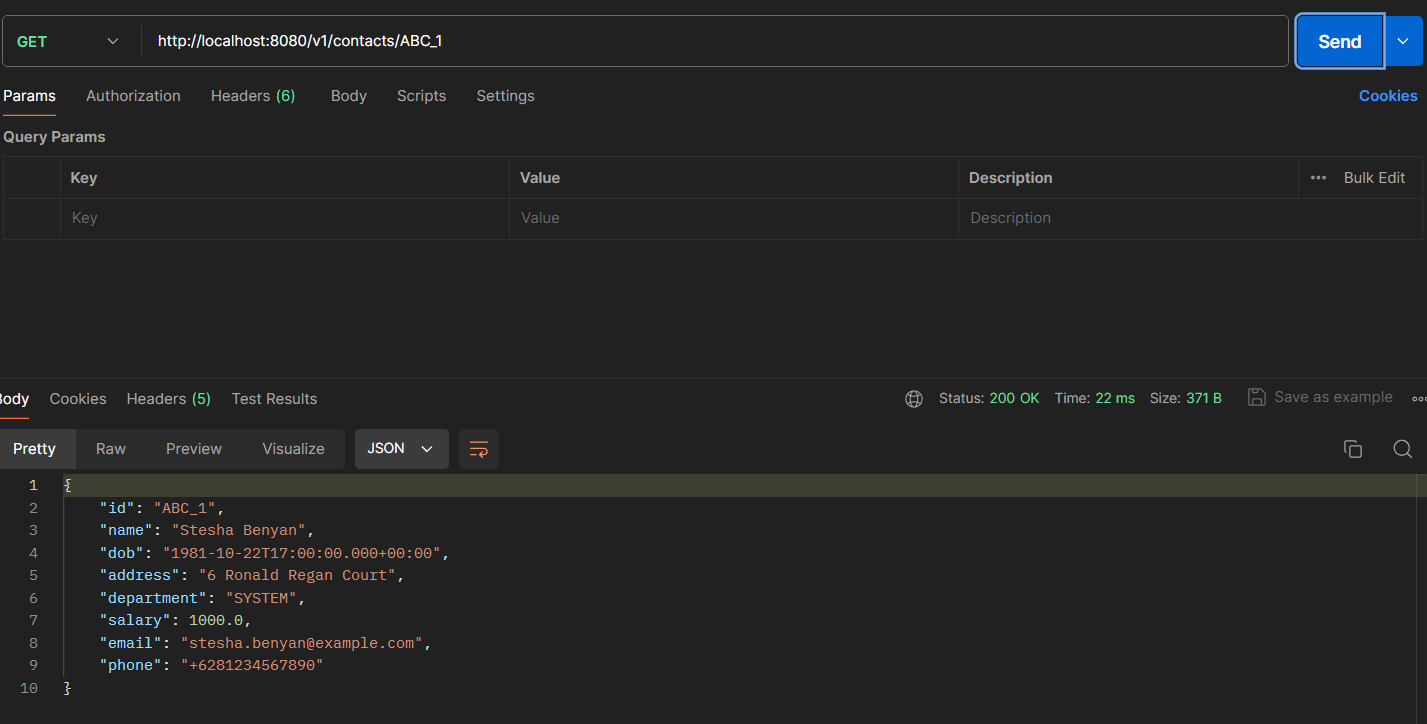 GET http://localhost:8080/v1/contacts/ABC_1 Send
Params Authorization Headers (6) Body Scripts Settings Cookies
Query Params
Key Value Description ••• Bulk Edit
Key Value Description
Body Cookies Headers (5) Test Results Status: 200 OK Time: 22 ms Size: 371 B Save as example
Pretty Raw Preview Visualize JSON
1 {
2 "id": "ABC_1",
3 "name": "Stesha Benyan",
4 "dob": "1981-10-22T17:00:00.000+00:00",
5 "address": "6 Ronald Regan Court",
6 "department": "SYSTEM",
7 "salary": 1000.0,
8 "email": "stesha.benyan@example.com",
9 "phone": "+6281234567890"
10 }